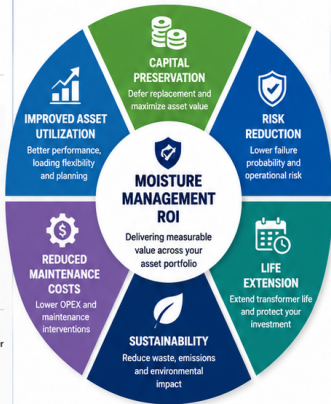 CAPITAL
PRESERVATION
Defer replacement and
maximize asset value
RISK
REDUCTION
Lower failure
probability and
operational risk
LIFE
EXTENSION
Extend transformer life
and protect your
investment
SUSTAINABILITY
Reduce waste, emissions
and environmental
impact
$
REDUCED
MAINTENANCE
COSTS
Lower OPEX and
maintenance
interventions
IMPROVED ASSET
UTILIZATION
Better performance,
loading flexibility
and planning
MOISTURE
MANAGEMENT
ROI
Delivering measurable
value across your
asset portfolio